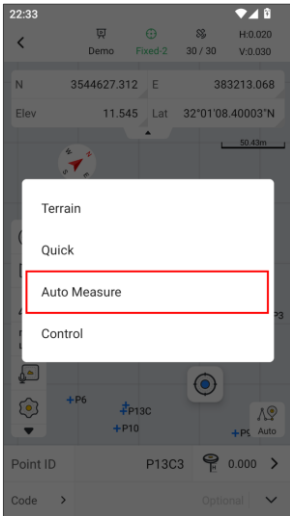 22:33
Demo Fixed-2 30 / 30 H:0.020
V:0.030
N 3544627.312 E 383213.068
Elev 11.545 Lat 32°01'08.40003"N
50.43m
Terrain
Quick
Auto Measure
Control
P3
+P6
+P13C
+P10
Auto
Point ID P13C3 0.000
Code Optional